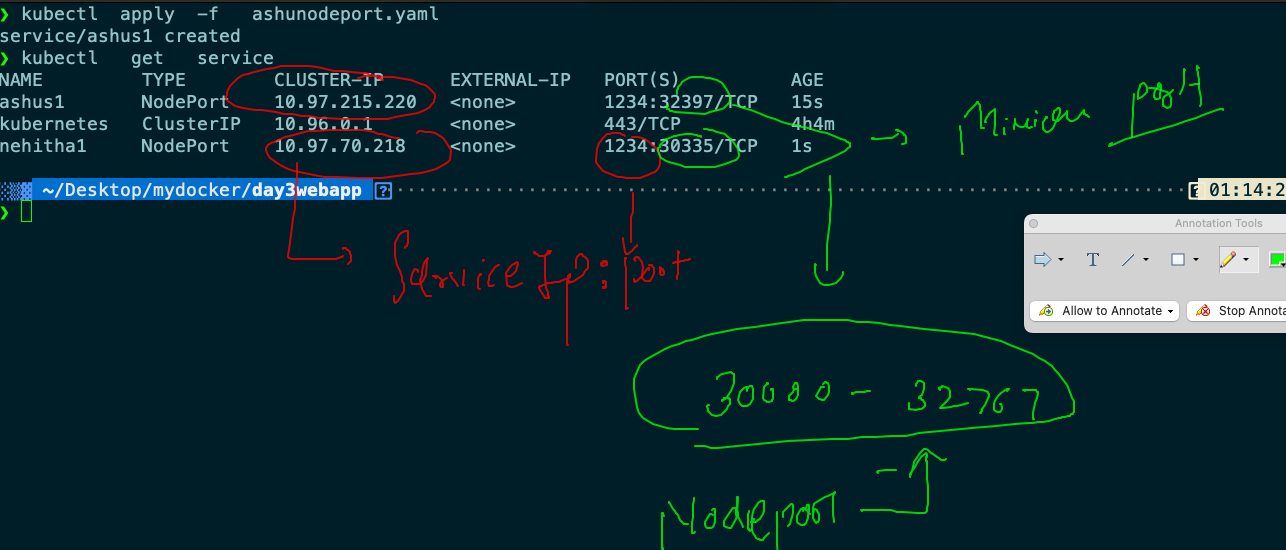 ❯ kubectl  apply  -f   ashunodeport.yaml
service/ashus1 created
❯ kubectl   get   service
NAME         TYPE        CLUSTER-IP      EXTERNAL-IP   PORT(S)          AGE
ashus1       NodePort    10.97.215.220   <none>        1234:32397/TCP   15s
kubernetes   ClusterIP   10.96.0.1       <none>        443/TCP          4h4m
nehitha1     NodePort    10.97.70.218    <none>        1234:30335/TCP   1s
port
~/Desktop/mydocker/day3webapp
01:14:2
❯
Annotation Tools
T
Service Ip : port
Allow to Annotate
Stop Annota
30000 - 32767
Nodeport